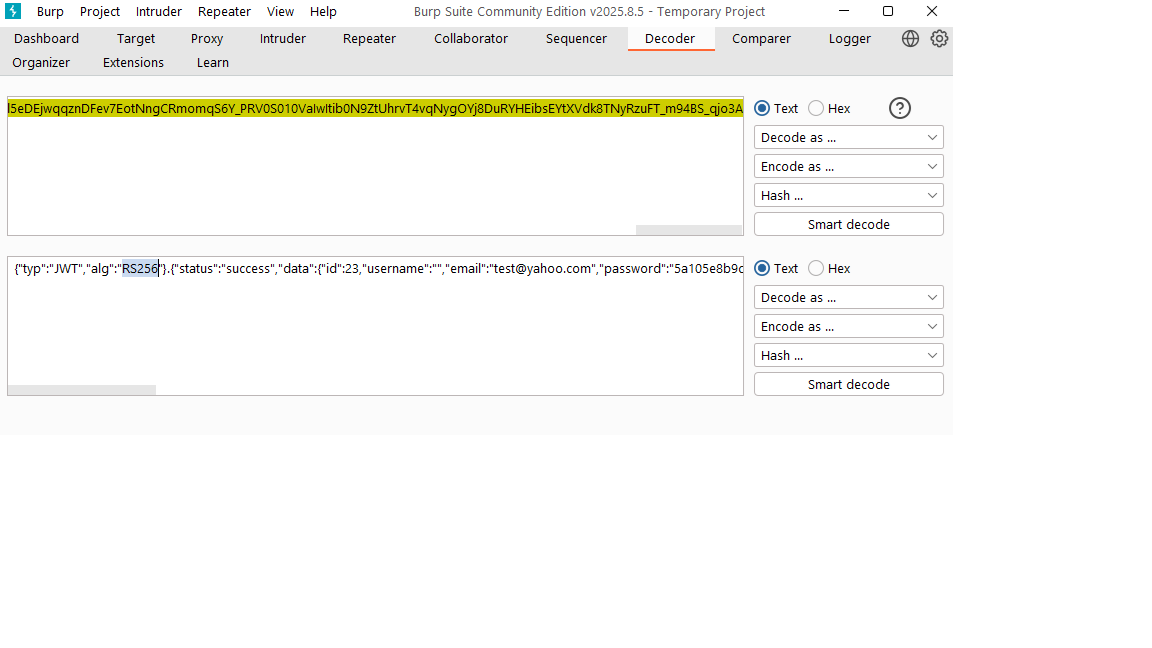 Burp Project Intruder Repeater View Help Burp Suite Community Edition v2025.8.5 - Temporary Project
Dashboard Target Proxy Intruder Repeater Collaborator Sequencer Decoder Comparer Logger
Organizer Extensions Learn
l5eDEjwqqznDFev7EotNngCRmomqS6Y_PRV0S010VaIwItib0N9ZtUhrvT4vqNygOYj8DuRYHEibsEYtXVdk8TNyRzuFT_m94BS_qjo3A
Text Hex ?
Decode as ...
Encode as ...
Hash ...
Smart decode
{"typ":"JWT","alg":"RS256"}.{"status":"success","data":{"id":23,"username":"","email":"test@yahoo.com","password":"5a105e8b9d
Text Hex
Decode as ...
Encode as ...
Hash ...
Smart decode